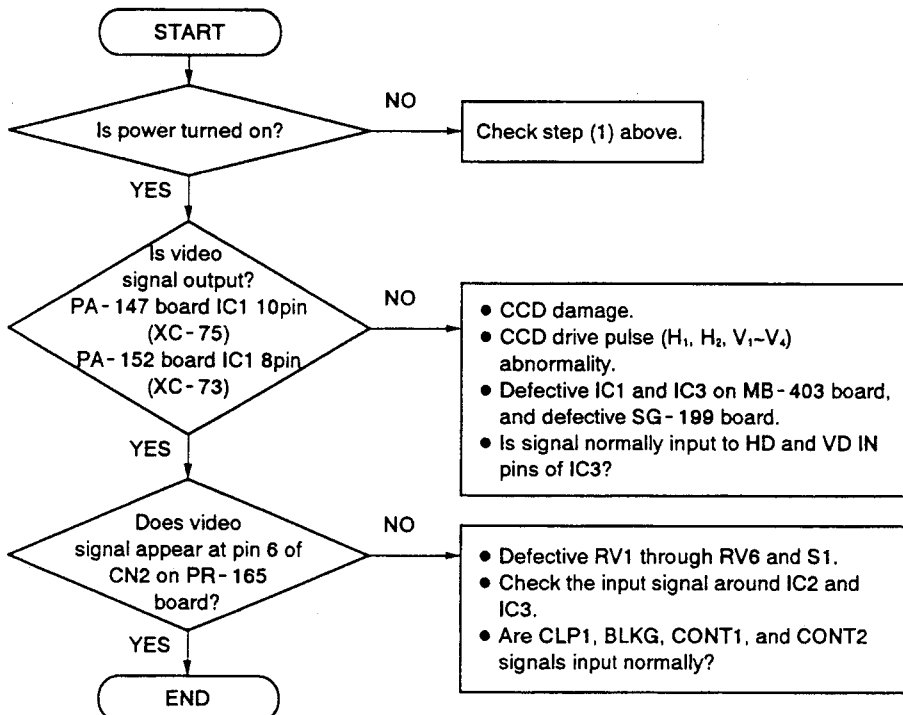 START
Is power turned on?
NO
Check step (1) above.
YES
Is video
signal output?
PA-147 board IC1 10pin
(XC-75)
PA-152 board IC1 8pin
(XC-73)
NO
● CCD damage.
● CCD drive pulse (H₁, H₂, V₁~V₄)
abnormality.
● Defective IC1 and IC3 on MB-403 board,
and defective SG-199 board.
● Is signal normally input to HD and VD IN
pins of IC3?
YES
Does video
signal appear at pin 6 of
CN2 on PR-165
board?
NO
● Defective RV1 through RV6 and S1.
● Check the input signal around IC2 and
IC3.
● Are CLP1, BLKG, CONT1, and CONT2
signals input normally?
YES
END